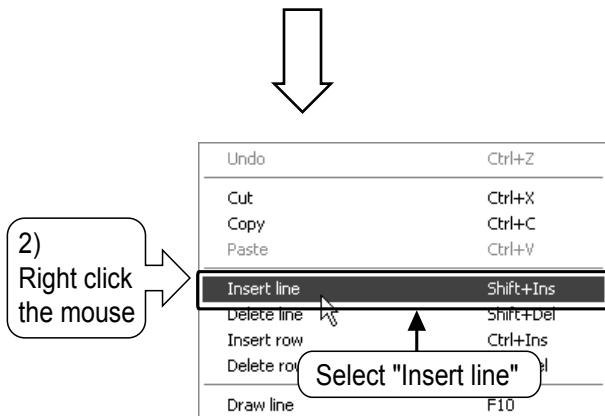 Undo Ctrl+Z
Cut Ctrl+X
Copy Ctrl+C
Paste Ctrl+V
2)
Right click
the mouse
Insert line Shift+Ins
Delete line Shift+Del
Insert row Ctrl+Ins
Delete
Select "Insert line"
Draw line F10